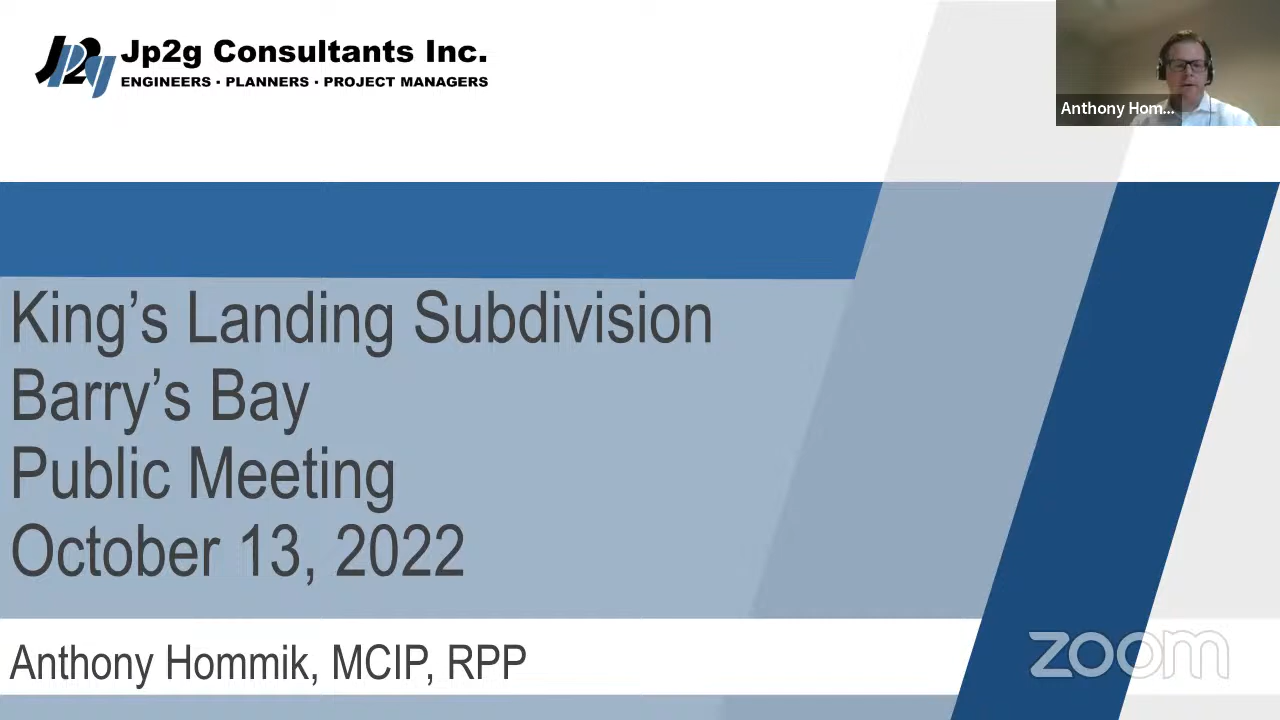 Jp2g
Jp2g Consultants Inc.
ENGINEERS · PLANNERS · PROJECT MANAGERS
Anthony Hom...
King’s Landing Subdivision
Barry’s Bay
Public Meeting
October 13, 2022
Anthony Hommik, MCIP, RPP
zoom